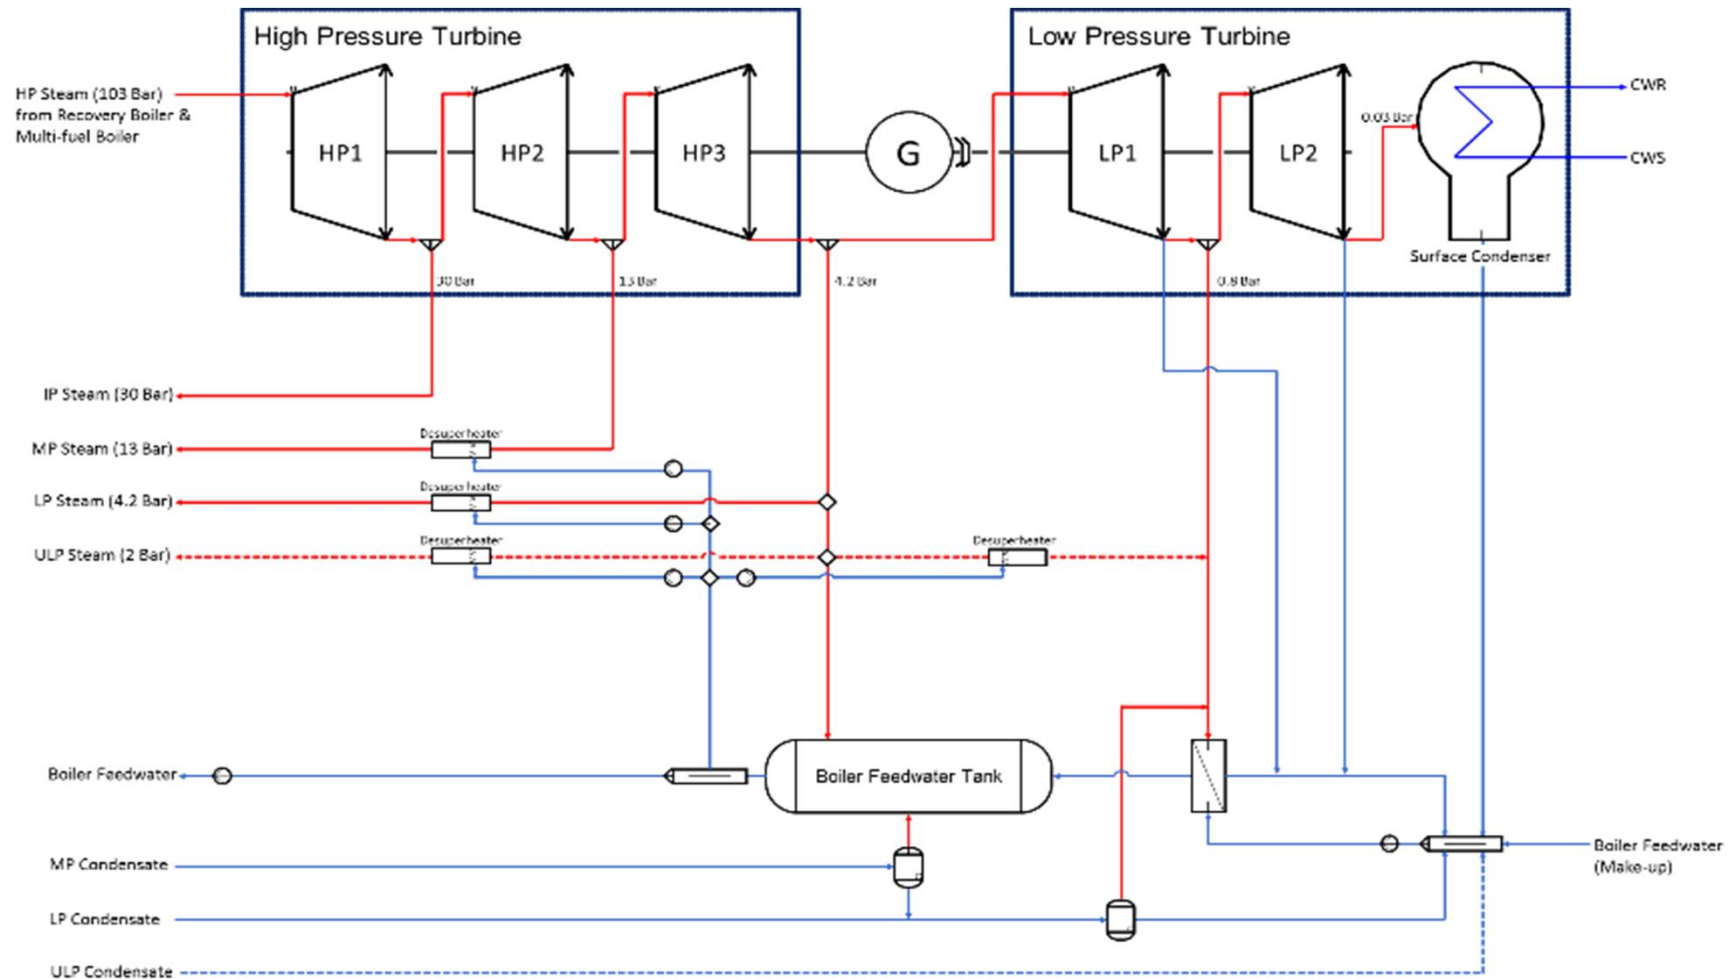 High Pressure Turbine
Low Pressure Turbine
HP Steam (103 Bar)
from Recovery Boiler &
Multi-fuel Boiler
HP1
HP2
HP3
G
LP1
LP2
0.03 Bar
CWR
CWS
Surface Condenser
30 Bar
13 Bar
4.2 Bar
0.8 Bar
IP Steam (30 Bar)
Desuperheater
MP Steam (13 Bar)
Desuperheater
LP Steam (4.2 Bar)
Desuperheater
Desuperheater
ULP Steam (2 Bar)
Boiler Feedwater
Boiler Feedwater Tank
Boiler Feedwater
(Make-up)
MP Condensate
LP Condensate
ULP Condensate